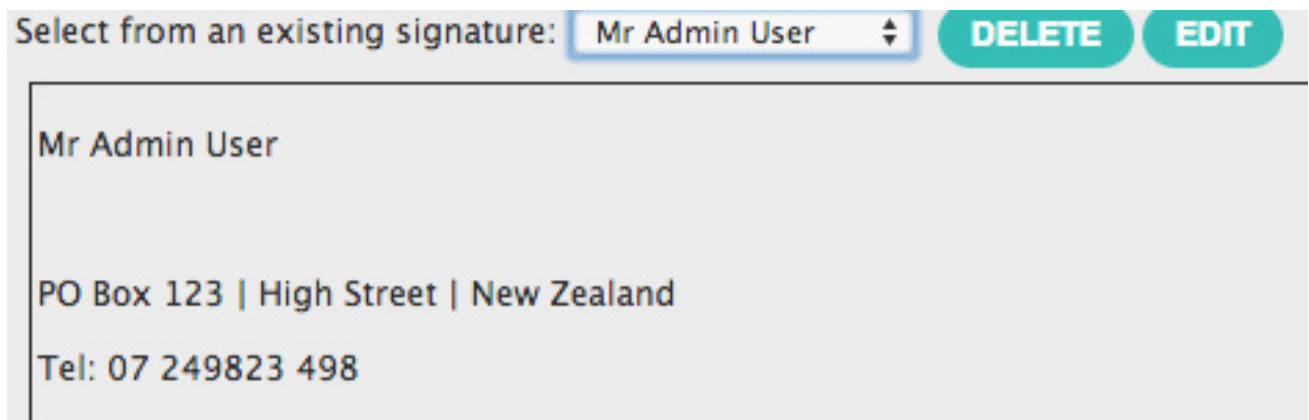 Select from an existing signature: Mr Admin User DELETE EDIT
Mr Admin User
PO Box 123 | High Street | New Zealand
Tel: 07 249823 498